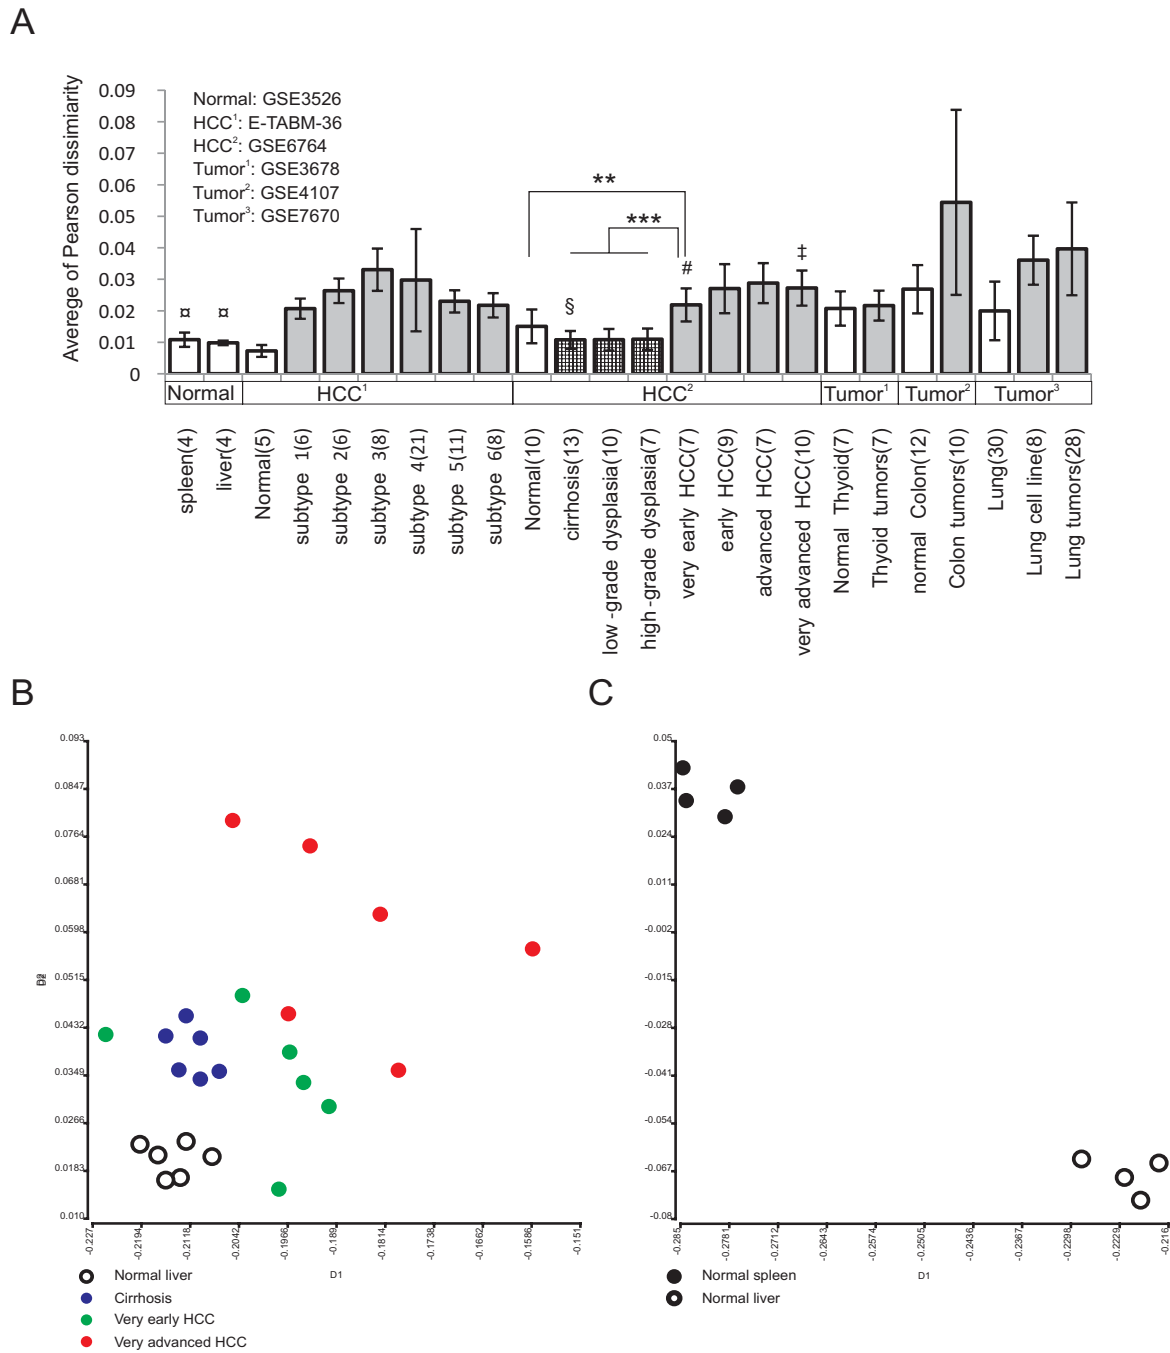 A
Averege of Pearson dissimiarity
0.09
0.08
0.07
0.06
0.05
0.04
0.03
0.02
0.01
0
Normal: GSE3526
HCC¹: E-TABM-36
HCC²: GSE6764
Tumor¹: GSE3678
Tumor²: GSE4107
Tumor³: GSE7670
**
***
¤
¤
§
#
‡
Normal
HCC¹
HCC²
Tumor¹
Tumor²
Tumor³
spleen(4)
liver(4)
Normal(5)
subtype 1(6)
subtype 2(6)
subtype 3(8)
subtype 4(21)
subtype 5(11)
subtype 6(8)
Normal(10)
cirrhosis(13)
low -grade dysplasia(10)
high -grade dysplasia(7)
very early HCC(7)
early HCC(9)
advanced HCC(7)
very advanced HCC(10)
Normal Thyoid(7)
Thyoid tumors(7)
normal Colon(12)
Colon tumors(10)
Lung(30)
Lung cell line(8)
Lung tumors(28)
B
0.093
0.0847
0.0764
0.0681
0.0598
0.0515
0.0432
0.0349
0.0266
0.0183
0.010
-0.227
-0.2194
-0.2118
-0.2042
-0.1966
-0.189
-0.1814
-0.1738
-0.1662
-0.1586
-0.1511
D1
Normal liver
Cirrhosis
Very early HCC
Very advanced HCC
C
0.05
0.037
0.024
0.011
-0.002
-0.015
-0.028
-0.041
-0.054
-0.067
-0.08
-0.285
-0.2781
-0.2712
-0.2643
-0.2574
-0.2505
-0.2436
-0.2367
-0.2298
-0.2229
-0.216
D1
Normal spleen
Normal liver